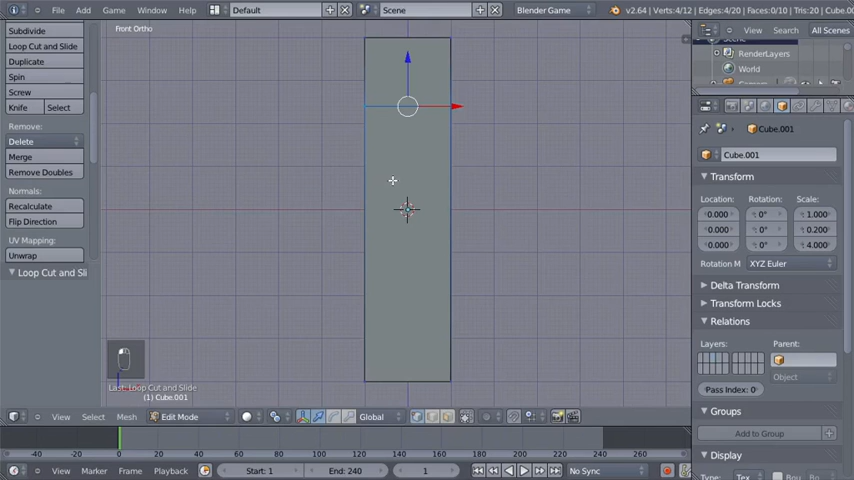 File Add Game Window Help Default Scene Blender Game v2.64 | Verts:4/12 | Edges:4/20 | Faces:0/10 | Tris:20
Subdivide
Loop Cut and Slide
Duplicate
Spin
Screw
Knife Select
Remove:
Delete
Merge
Remove Doubles
Normals:
Recalculate
Flip Direction
UV Mapping:
Unwrap
Loop Cut and Sli
Front Ortho
Last: Loop Cut and Slide
(1) Cube.001
View Select Mesh Edit Mode Global
View Search All Scenes
RenderLayers
World
Cube.001
Cube.001
Transform
Location: Rotation: Scale:
0.000 0° 1.000
0.000 0° 0.200
0.000 0° 4.000
Rotation M XYZ Euler
Delta Transform
Transform Locks
Relations
Layers: Parent:
Object
Pass Index: 0
Groups
Add to Group
Display
-40 -20 0 20 40 60 80 100 120 140 160 180 200 220 240 260
View Marker Frame Playback Start: 1 End: 240 1 No Sync